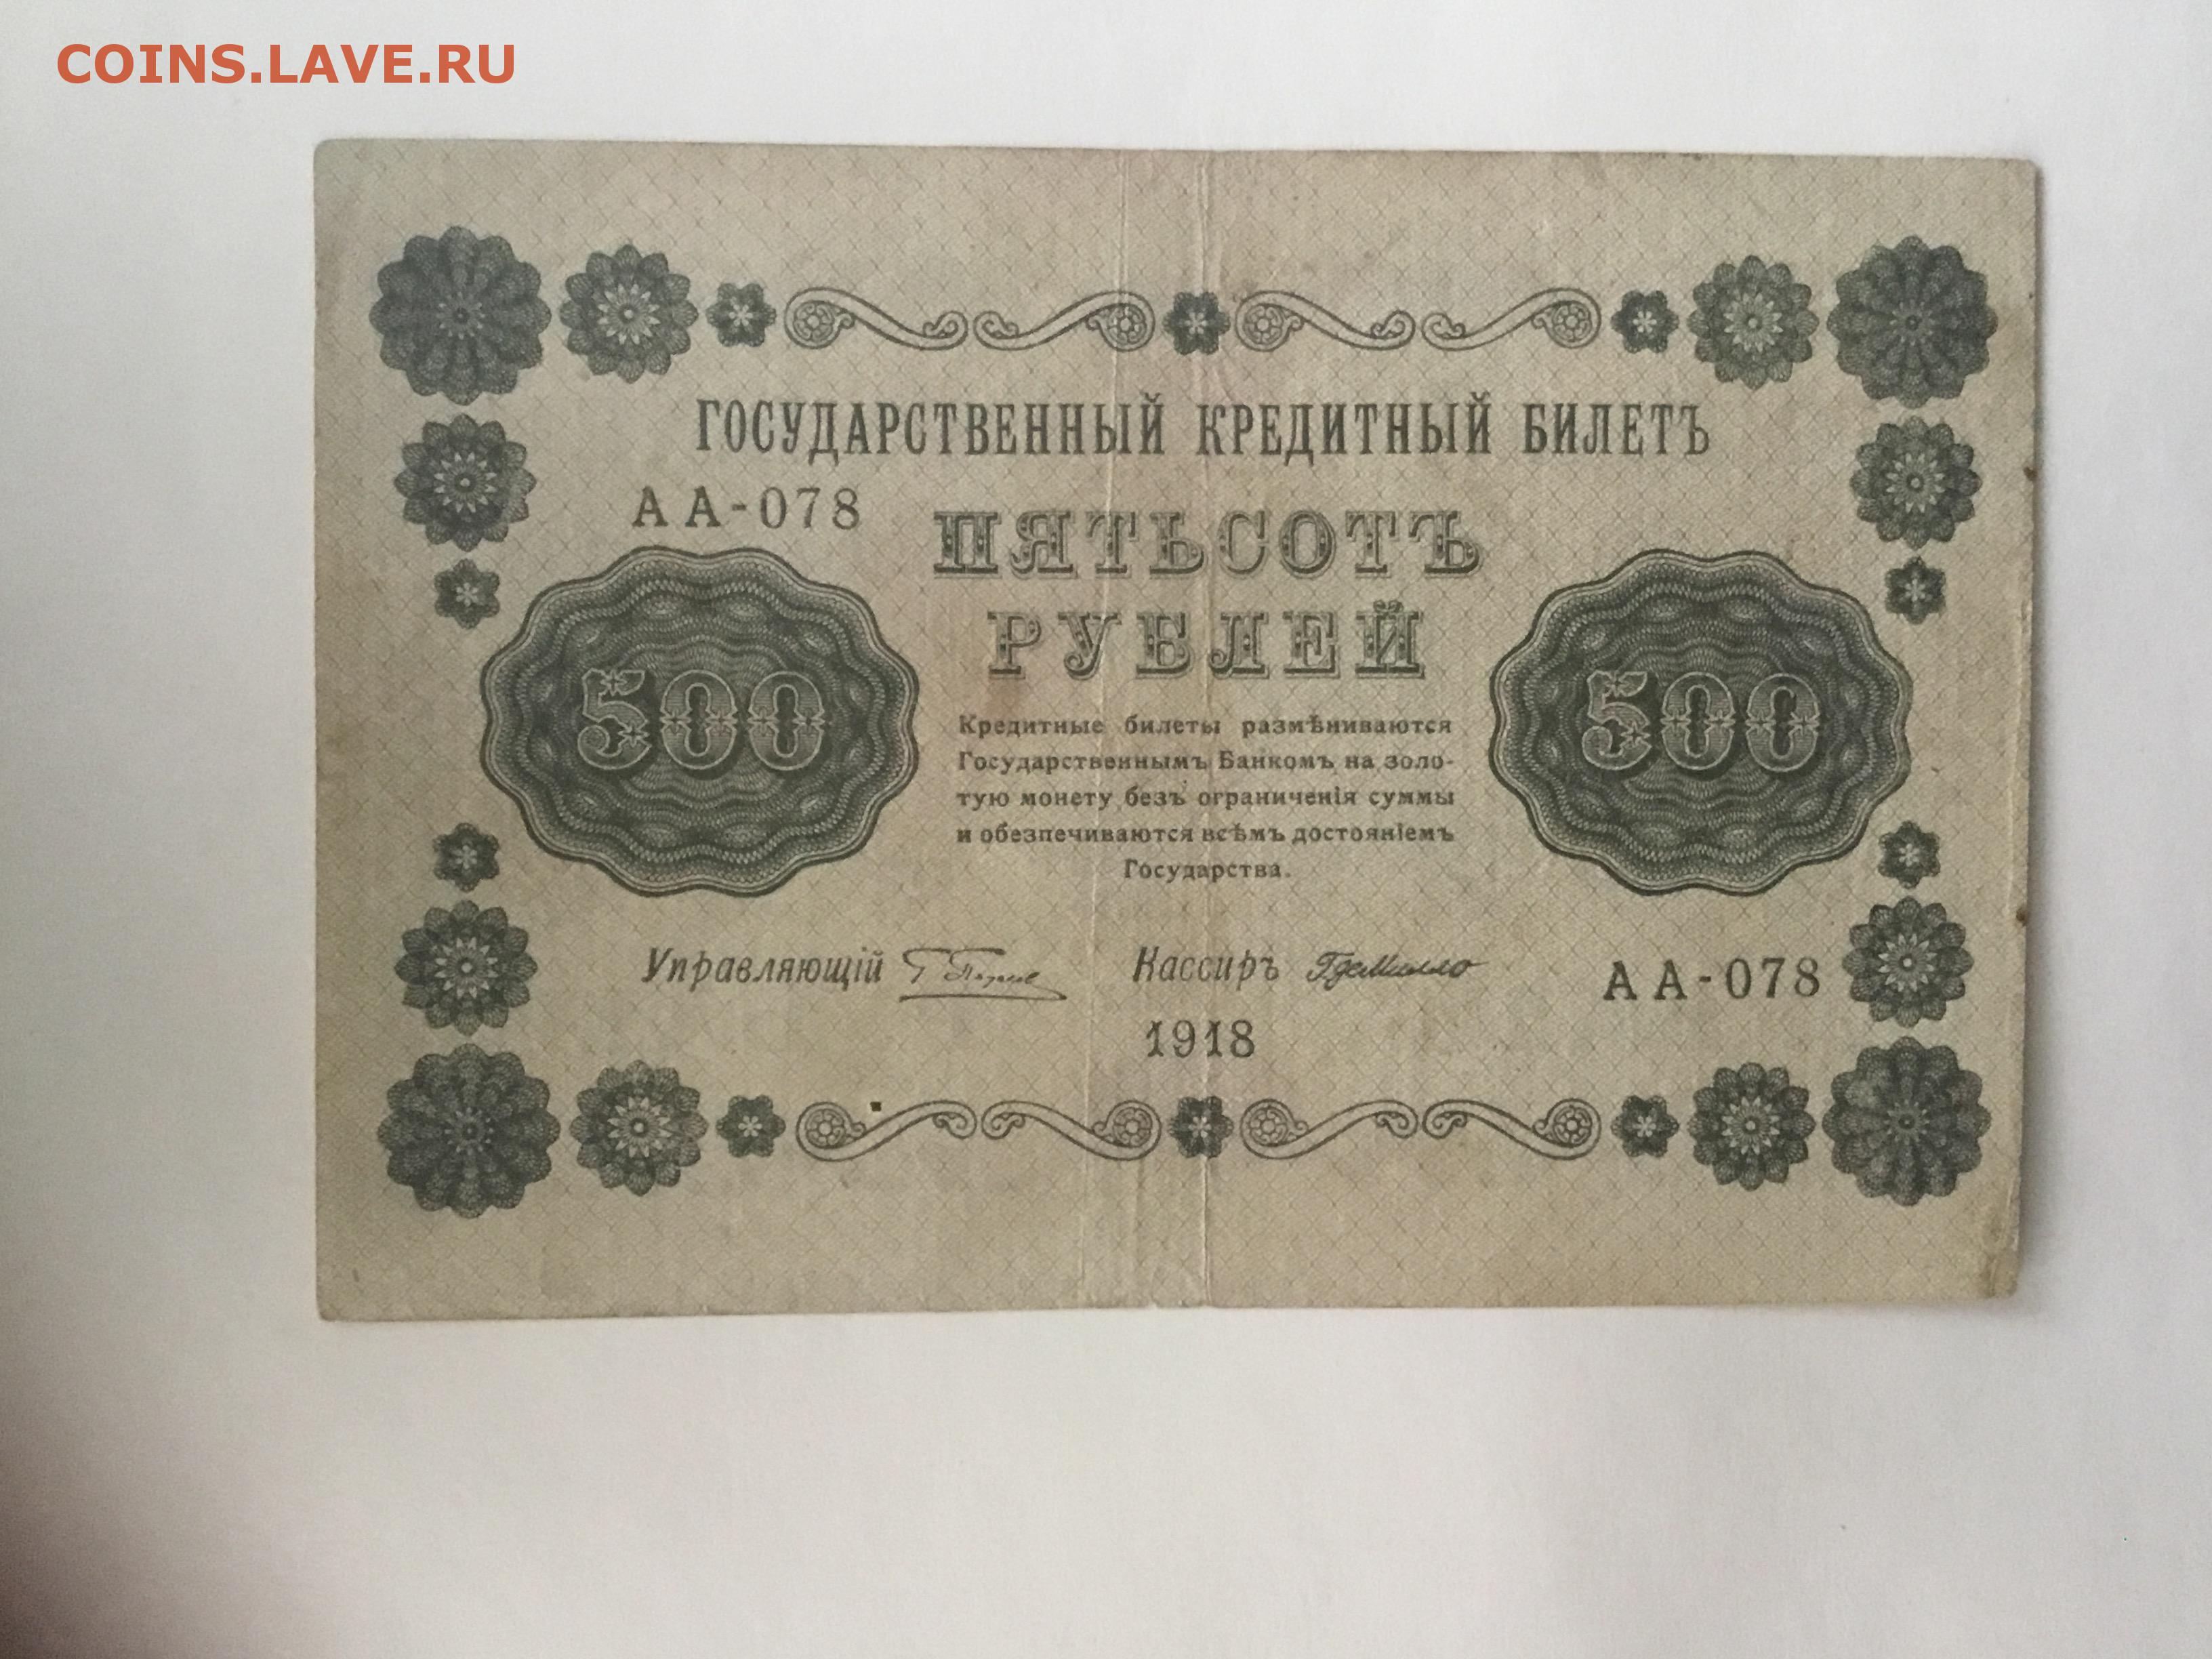 COINS.LAVE.RU
ГОСУДАРСТВЕННЫЙ КРЕДИТНЫЙ БИЛЕТЪ
АА-078
ПЯТЬСОТЪ
РУБЛЕЙ
500
500
Кредитные билеты размѣниваются
Государственнымъ Банкомъ на золо-
тую монету безъ ограниченія суммы
и обезпечиваются всѣмъ достояніемъ
Государства.
Управляющій
Кассиръ
АА-078
1918